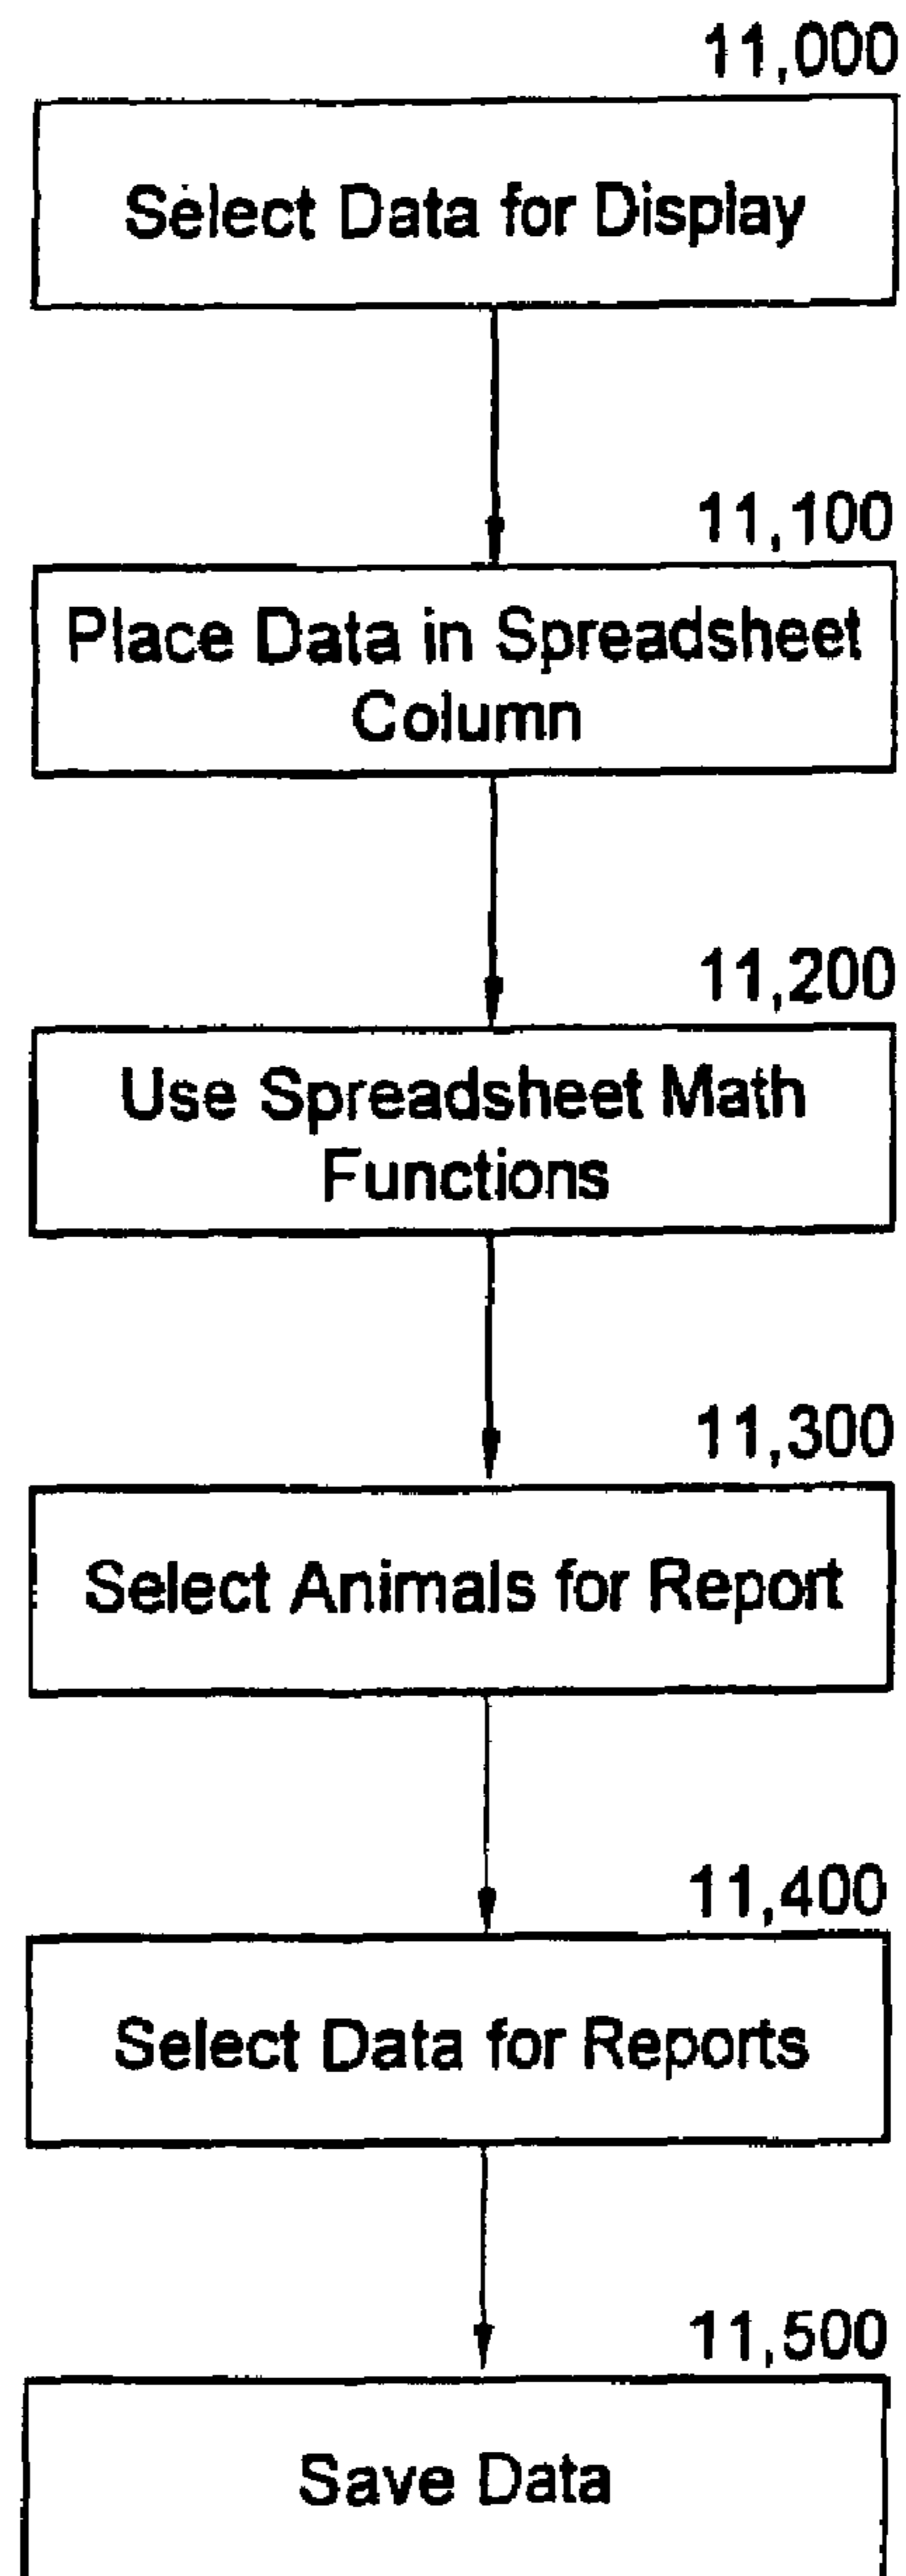 11,000
Select Data for Display
11,100
Place Data in Spreadsheet
Column
11,200
Use Spreadsheet Math
Functions
11,300
Select Animals for Report
11,400
Select Data for Reports
11,500
Save Data